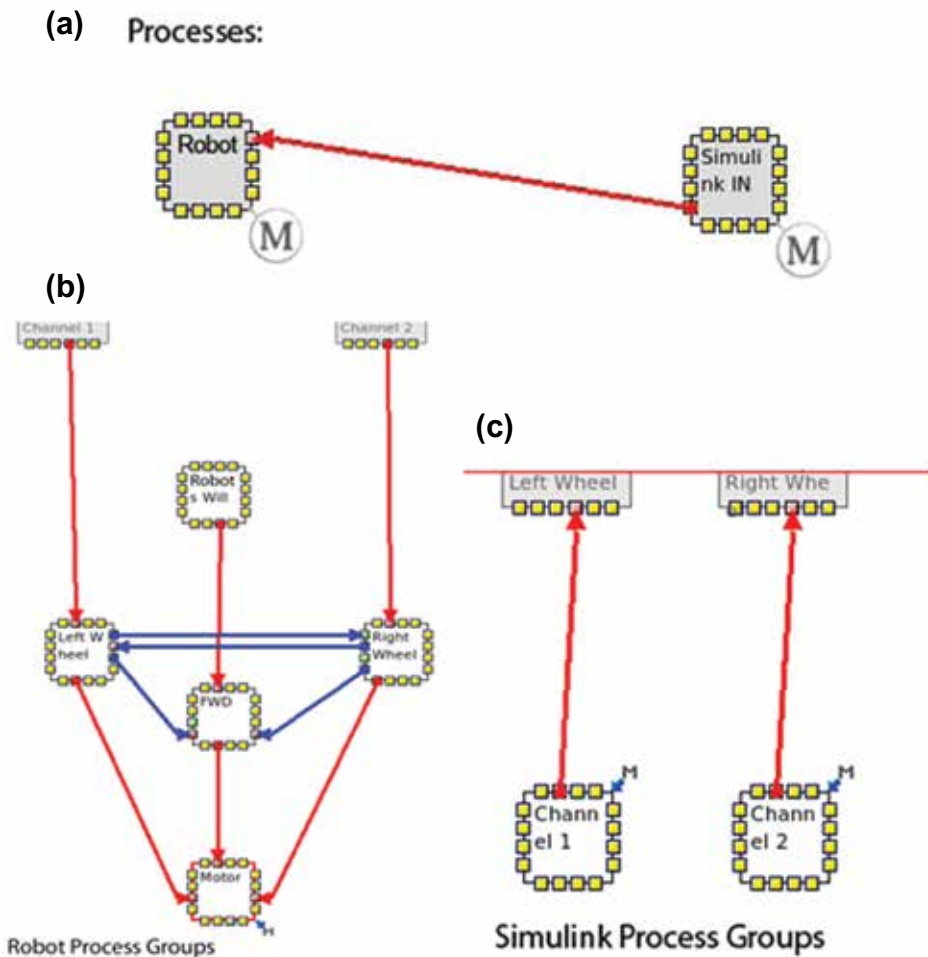 (a) Processes:
Robot
M
Simuli
nk IN
M
(b)
Channel 1
Channel 2
Robot
s Will
Left W
heel
Right
Wheel
FWD
Motor
M
Robot Process Groups
(c)
Left Wheel
Right Whe
M
Chann
el 1
M
Chann
el 2
Simulink Process Groups